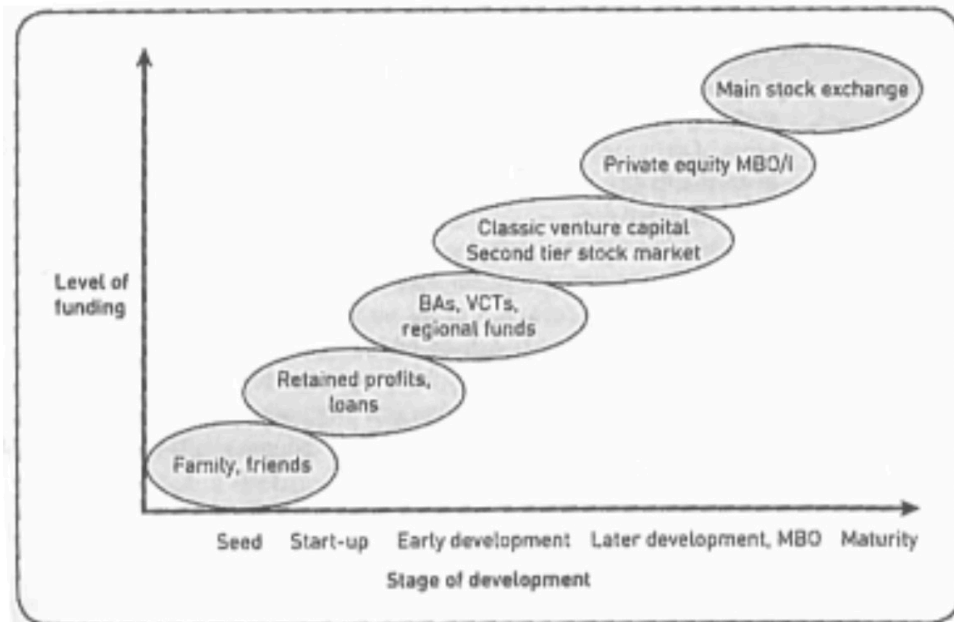 Main stock exchange
Private equity MBO/I
Classic venture capital
Second tier stock market
Level of
funding
BAs, VCTs,
regional funds
Retained profits,
loans
Family, friends
Seed Start-up Early development Later development, MBO Maturity
Stage of development